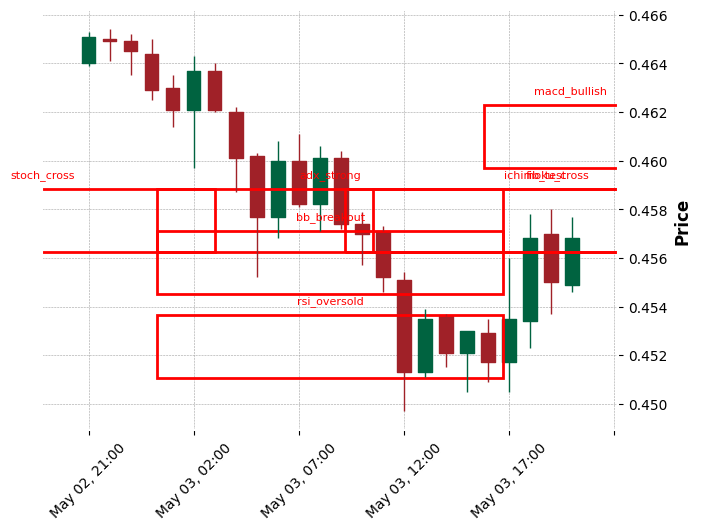 0.466
0.464
macd_bullish
0.462
0.460
stoch_cross
adx_strong
fib_test
0.458
bb_breakout
Price
0.456
0.454
rsi_oversold
0.452
0.450
May 02, 21:00
May 03, 02:00
May 03, 07:00
May 03, 12:00
May 03, 17:00